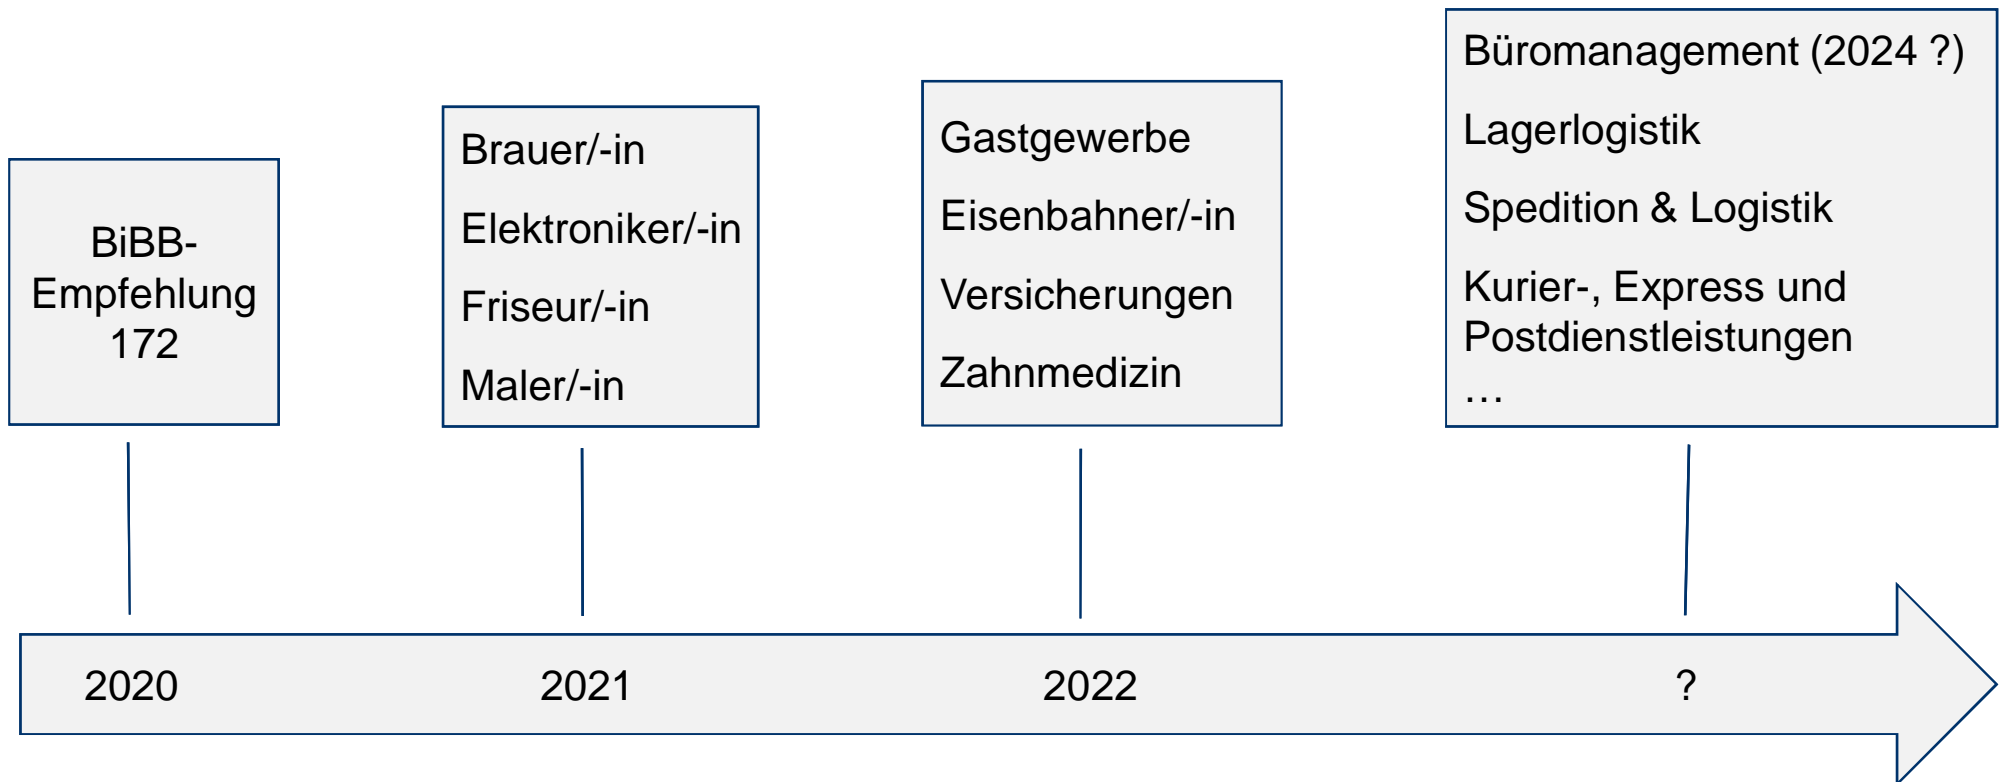 BiBB-
Empfehlung
172
Brauer/-in
Elektroniker/-in
Friseur/-in
Maler/-in
Gastgewerbe
Eisenbahner/-in
Versicherungen
Zahnmedizin
Büromanagement (2024 ?)
Lagerlogistik
Spedition & Logistik
Kurier-, Express und
Postdienstleistungen
…
2020
2021
2022
?